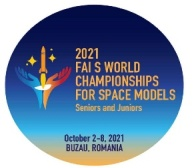 2021
FAI S WORLD
CHAMPIONSHIPS
FOR SPACE MODELS
Seniors and Juniors
October 2-8, 2021
BUZAU, ROMANIA